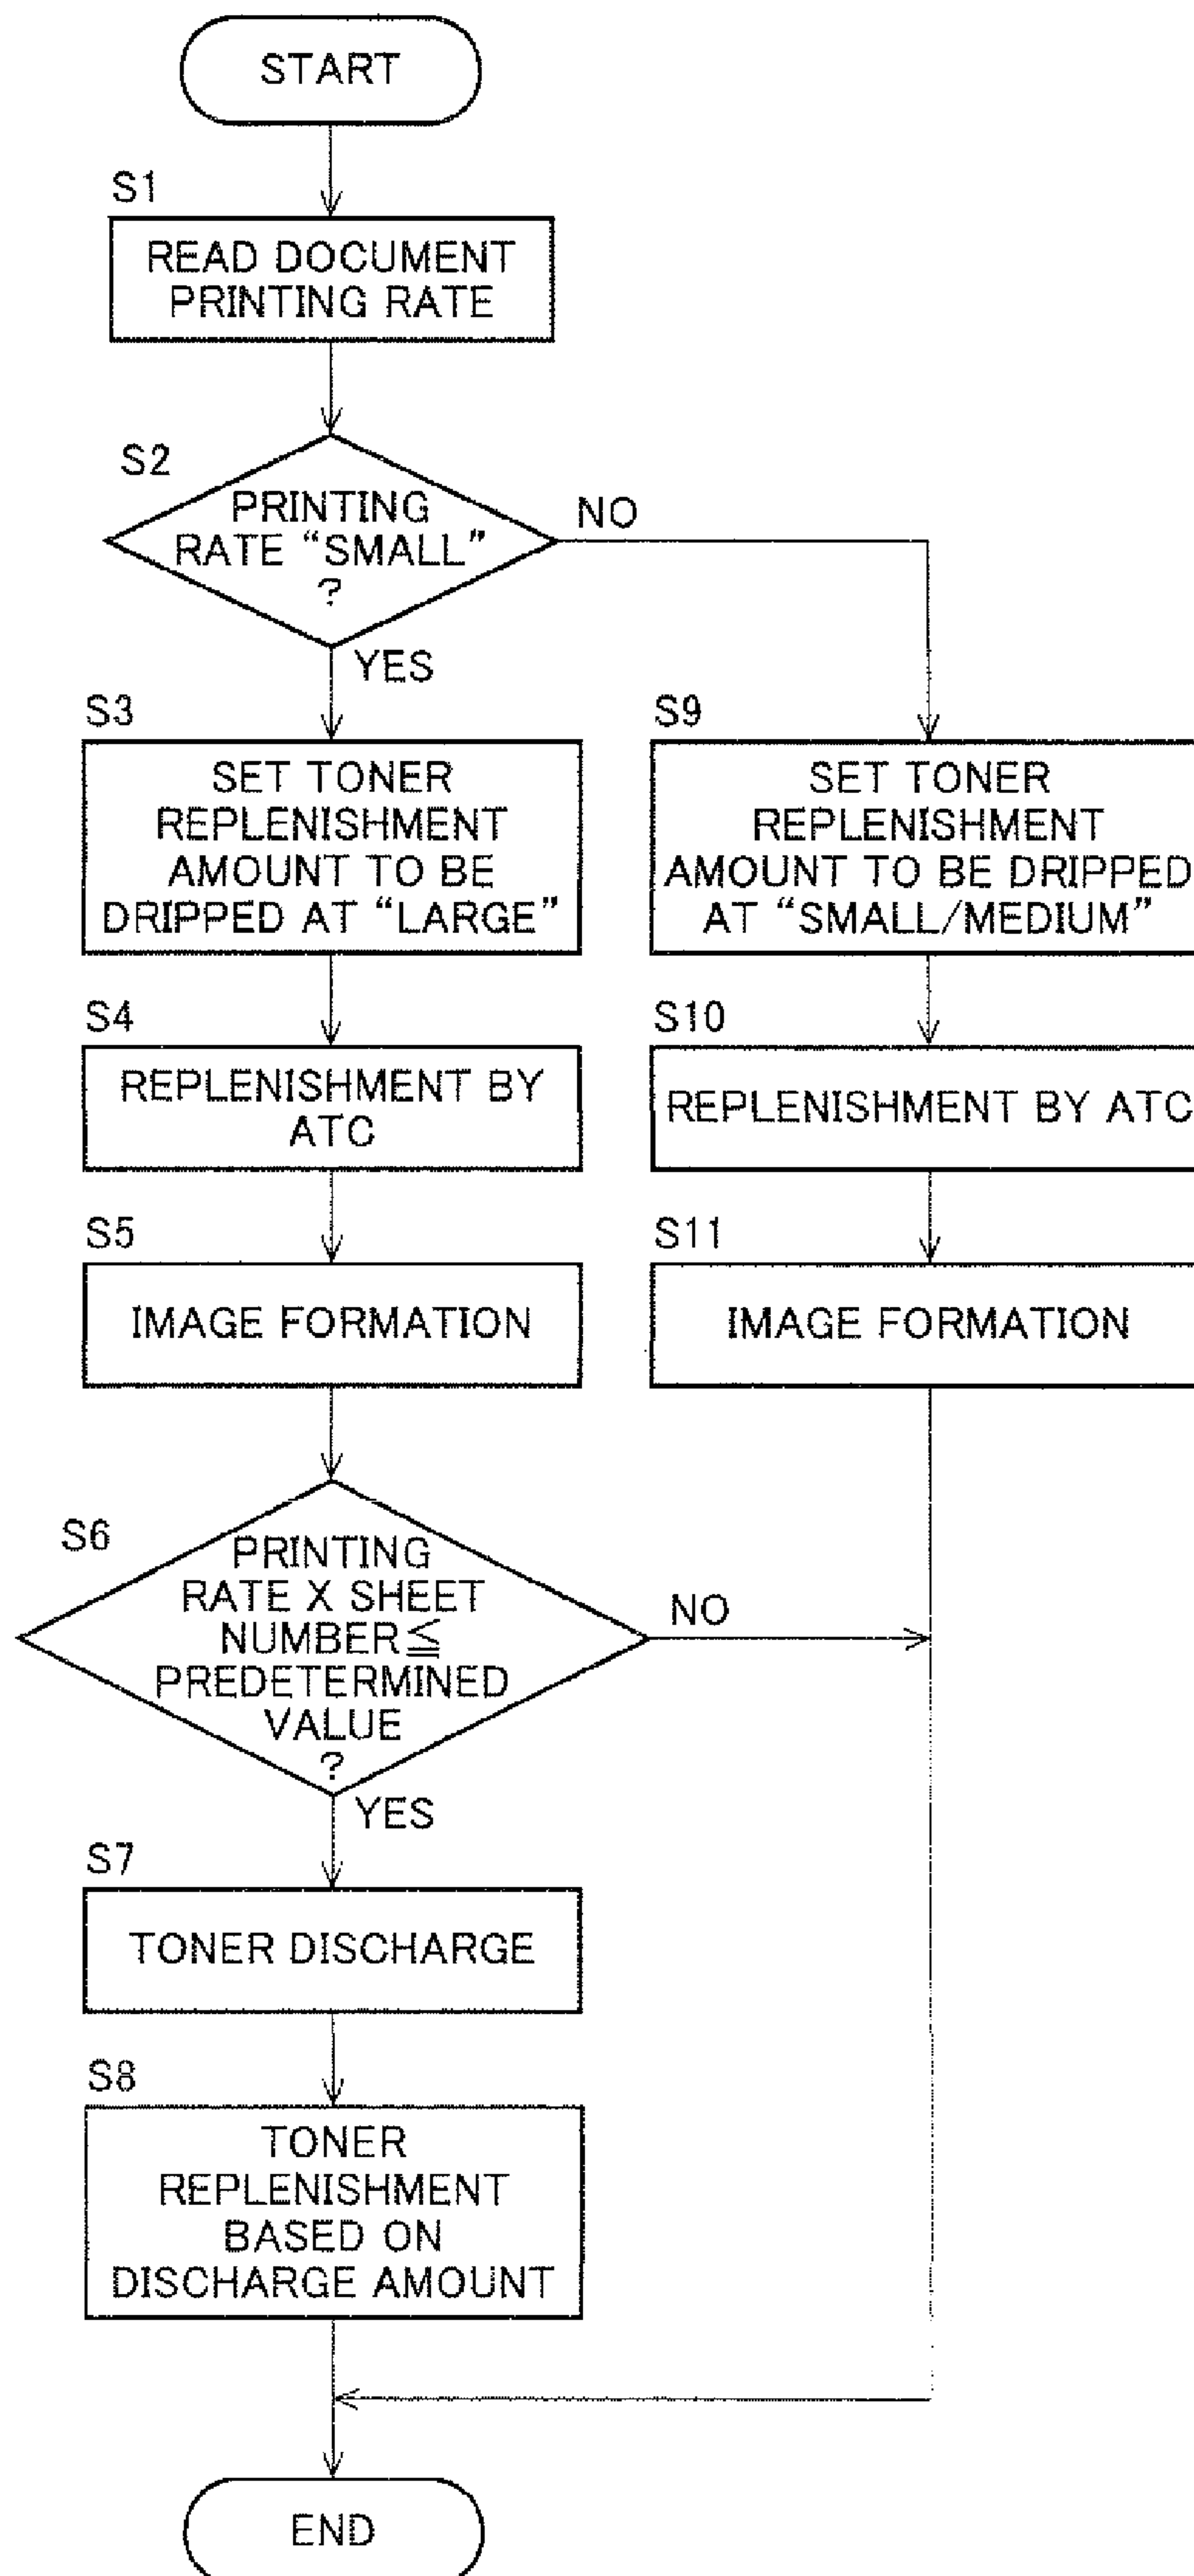 START
S1
READ DOCUMENT
PRINTING RATE
S2
PRINTING
RATE “SMALL”
?
NO
YES
S3
SET TONER
REPLENISHMENT
AMOUNT TO BE
DRIPPED AT “LARGE”
S9
SET TONER
REPLENISHMENT
AMOUNT TO BE DRIPPED
AT “SMALL/MEDIUM”
S4
REPLENISHMENT BY
ATC
S10
REPLENISHMENT BY ATC
S5
IMAGE FORMATION
S11
IMAGE FORMATION
S6
PRINTING
RATE X SHEET
NUMBER≦
PREDETERMINED
VALUE
?
NO
YES
S7
TONER DISCHARGE
S8
TONER
REPLENISHMENT
BASED ON
DISCHARGE AMOUNT
END